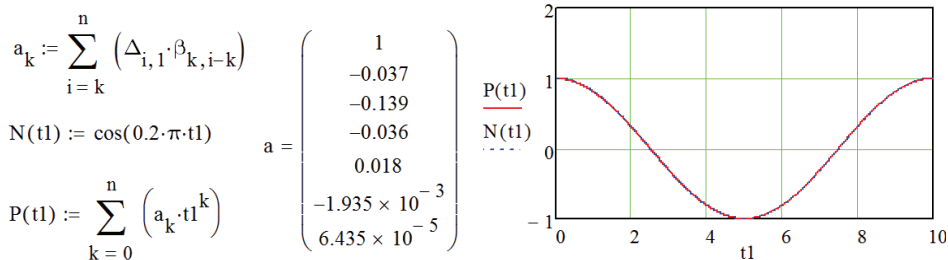 a_k := ∑_{i = k}^{n} (Δ_{i,1}·β_{k,i−k})
N(t1) := cos(0.2·π·t1)
P(t1) := ∑_{k = 0}^{n} (a_k·t1^k)
a =
1
−0.037
−0.139
−0.036
0.018
−1.935 × 10^{−3}
6.435 × 10^{−5}
P(t1)
N(t1)
2
1
0
−1
0 2 4 6 8 10
t1